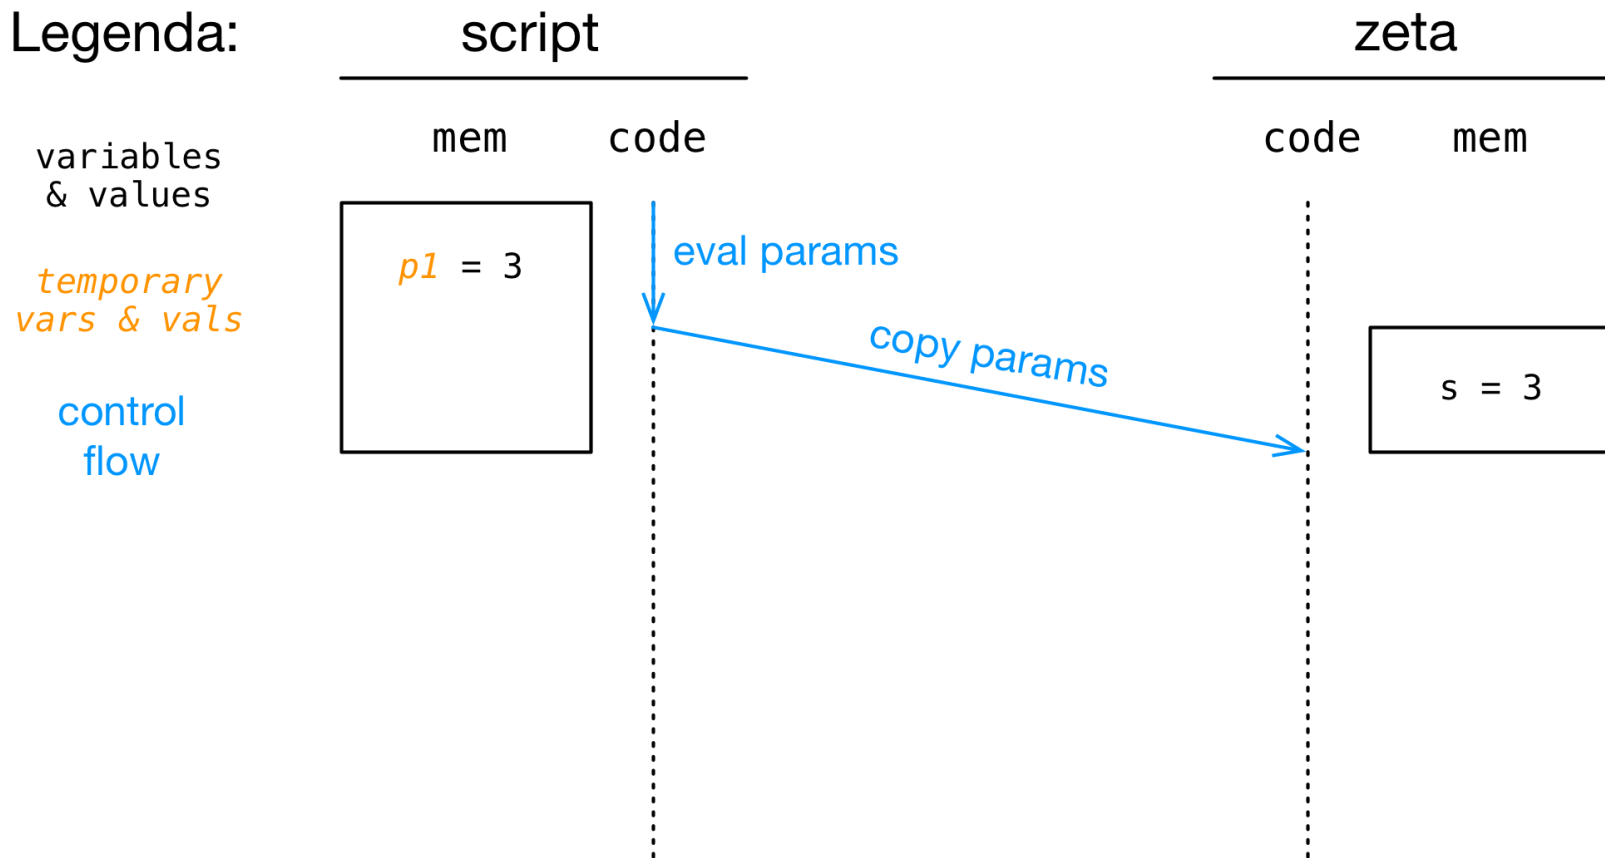 Legenda:
script
zeta
mem
code
code
mem
variables
& values
temporary
vars & vals
control
flow
p1 = 3
eval params
copy params
s = 3